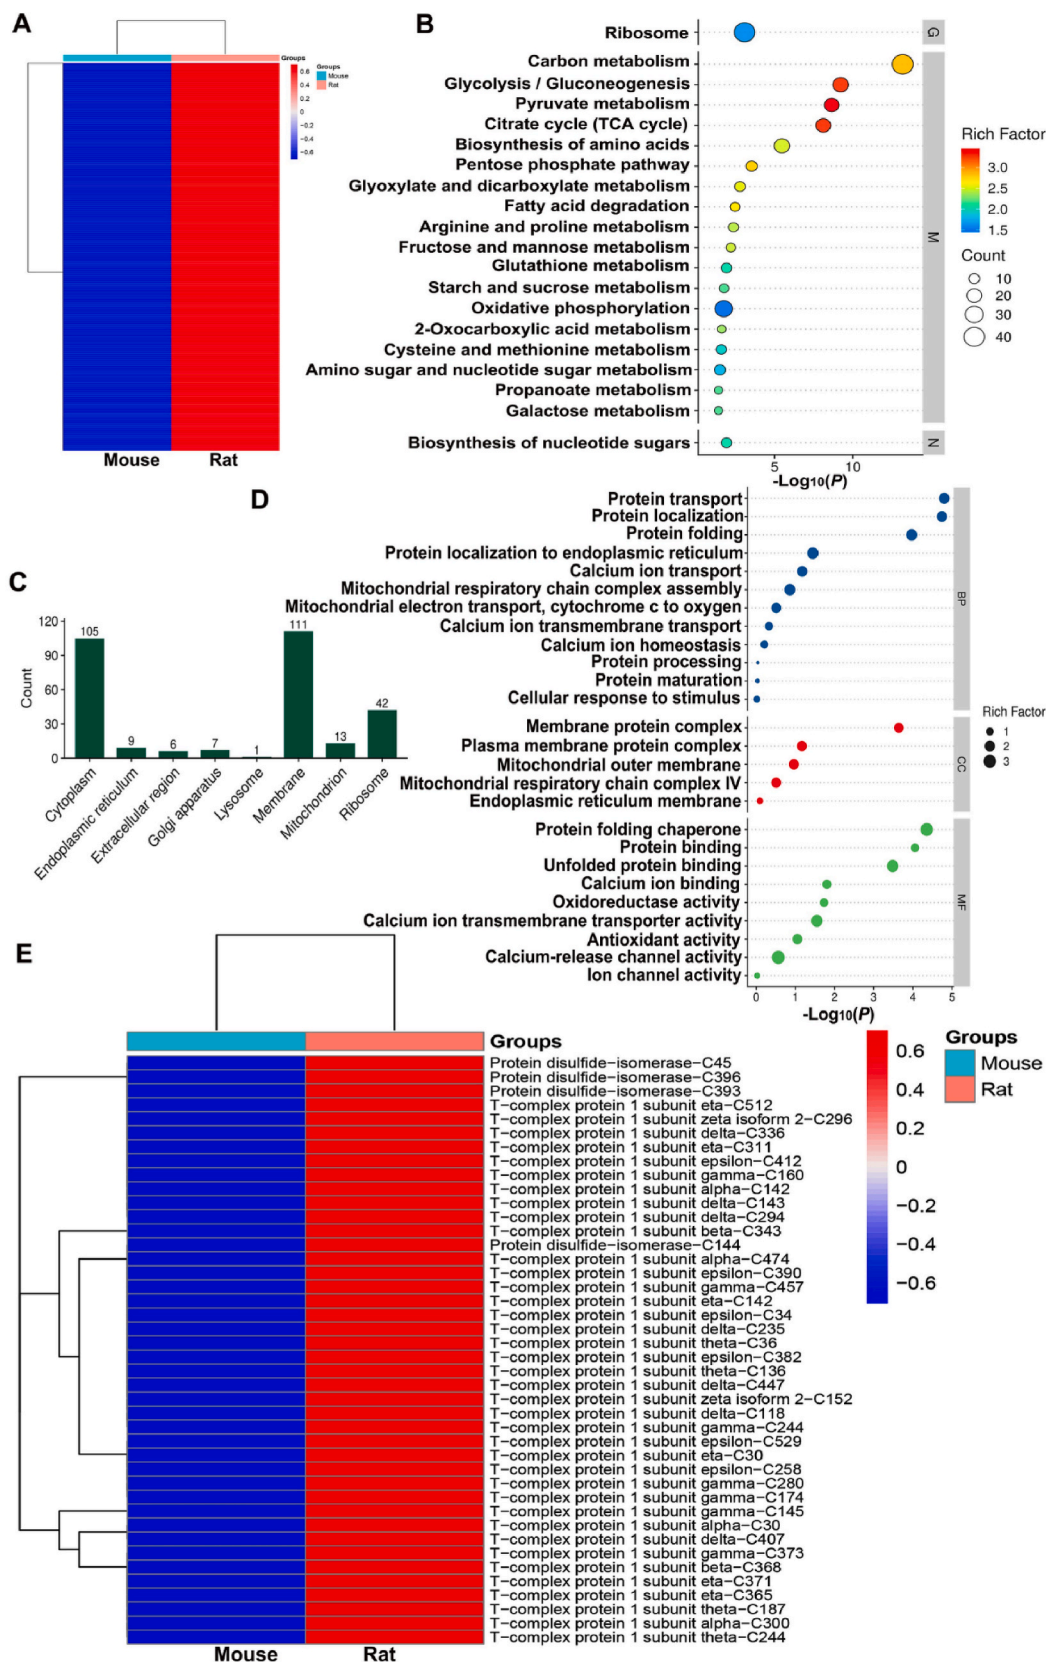 A
Groups
0.6
0.4
0.2
0
−0.2
−0.4
−0.6
Groups
Mouse
Rat
Mouse
Rat
B
Ribosome
Carbon metabolism
Glycolysis / Gluconeogenesis
Pyruvate metabolism
Citrate cycle (TCA cycle)
Biosynthesis of amino acids
Pentose phosphate pathway
Glyoxylate and dicarboxylate metabolism
Fatty acid degradation
Arginine and proline metabolism
Fructose and mannose metabolism
Glutathione metabolism
Starch and sucrose metabolism
Oxidative phosphorylation
2-Oxocarboxylic acid metabolism
Cysteine and methionine metabolism
Amino sugar and nucleotide sugar metabolism
Propanoate metabolism
Galactose metabolism
Biosynthesis of nucleotide sugars
G
M
N
5
10
-Log10(P)
Rich Factor
3.0
2.5
2.0
1.5
Count
10
20
30
40
C
Count
120
90
60
30
0
105
9
6
7
1
111
13
42
Cytoplasm
Endoplasmic reticulum
Extracellular region
Golgi apparatus
Lysosome
Membrane
Mitochondrion
Ribosome
D
Protein transport
Protein localization
Protein folding
Protein localization to endoplasmic reticulum
Calcium ion transport
Mitochondrial respiratory chain complex assembly
Mitochondrial electron transport, cytochrome c to oxygen
Calcium ion transmembrane transport
Calcium ion homeostasis
Protein processing
Protein maturation
Cellular response to stimulus
Membrane protein complex
Plasma membrane protein complex
Mitochondrial outer membrane
Mitochondrial respiratory chain complex IV
Endoplasmic reticulum membrane
Protein folding chaperone
Protein binding
Unfolded protein binding
Calcium ion binding
Oxidoreductase activity
Calcium ion transmembrane transporter activity
Antioxidant activity
Calcium-release channel activity
Ion channel activity
BP
CC
MF
0
1
2
3
4
5
-Log10(P)
Rich Factor
1
2
3
E
Groups
Protein disulfide−isomerase−C45
Protein disulfide−isomerase−C396
Protein disulfide−isomerase−C393
T−complex protein 1 subunit eta−C512
T−complex protein 1 subunit zeta isoform 2−C296
T−complex protein 1 subunit delta−C336
T−complex protein 1 subunit eta−C311
T−complex protein 1 subunit epsilon−C412
T−complex protein 1 subunit gamma−C160
T−complex protein 1 subunit alpha−C142
T−complex protein 1 subunit delta−C143
T−complex protein 1 subunit delta−C294
T−complex protein 1 subunit beta−C343
Protein disulfide−isomerase−C144
T−complex protein 1 subunit alpha−C474
T−complex protein 1 subunit epsilon−C390
T−complex protein 1 subunit gamma−C457
T−complex protein 1 subunit eta−C142
T−complex protein 1 subunit epsilon−C34
T−complex protein 1 subunit delta−C235
T−complex protein 1 subunit theta−C36
T−complex protein 1 subunit epsilon−C382
T−complex protein 1 subunit theta−C136
T−complex protein 1 subunit delta−C447
T−complex protein 1 subunit zeta isoform 2−C152
T−complex protein 1 subunit delta−C118
T−complex protein 1 subunit gamma−C244
T−complex protein 1 subunit epsilon−C529
T−complex protein 1 subunit eta−C30
T−complex protein 1 subunit epsilon−C258
T−complex protein 1 subunit gamma−C280
T−complex protein 1 subunit gamma−C174
T−complex protein 1 subunit gamma−C145
T−complex protein 1 subunit alpha−C30
T−complex protein 1 subunit delta−C407
T−complex protein 1 subunit gamma−C373
T−complex protein 1 subunit beta−C368
T−complex protein 1 subunit eta−C371
T−complex protein 1 subunit eta−C365
T−complex protein 1 subunit theta−C187
T−complex protein 1 subunit alpha−C300
T−complex protein 1 subunit theta−C244
Mouse
Rat
0.6
0.4
0.2
0
−0.2
−0.4
−0.6
Groups
Mouse
Rat